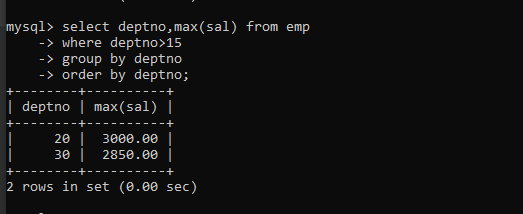 mysql> select deptno,max(sal) from emp
    -> where deptno>15
    -> group by deptno
    -> order by deptno;
+--------+----------+
| deptno | max(sal) |
+--------+----------+
|     20 |  3000.00 |
|     30 |  2850.00 |
+--------+----------+
2 rows in set (0.00 sec)